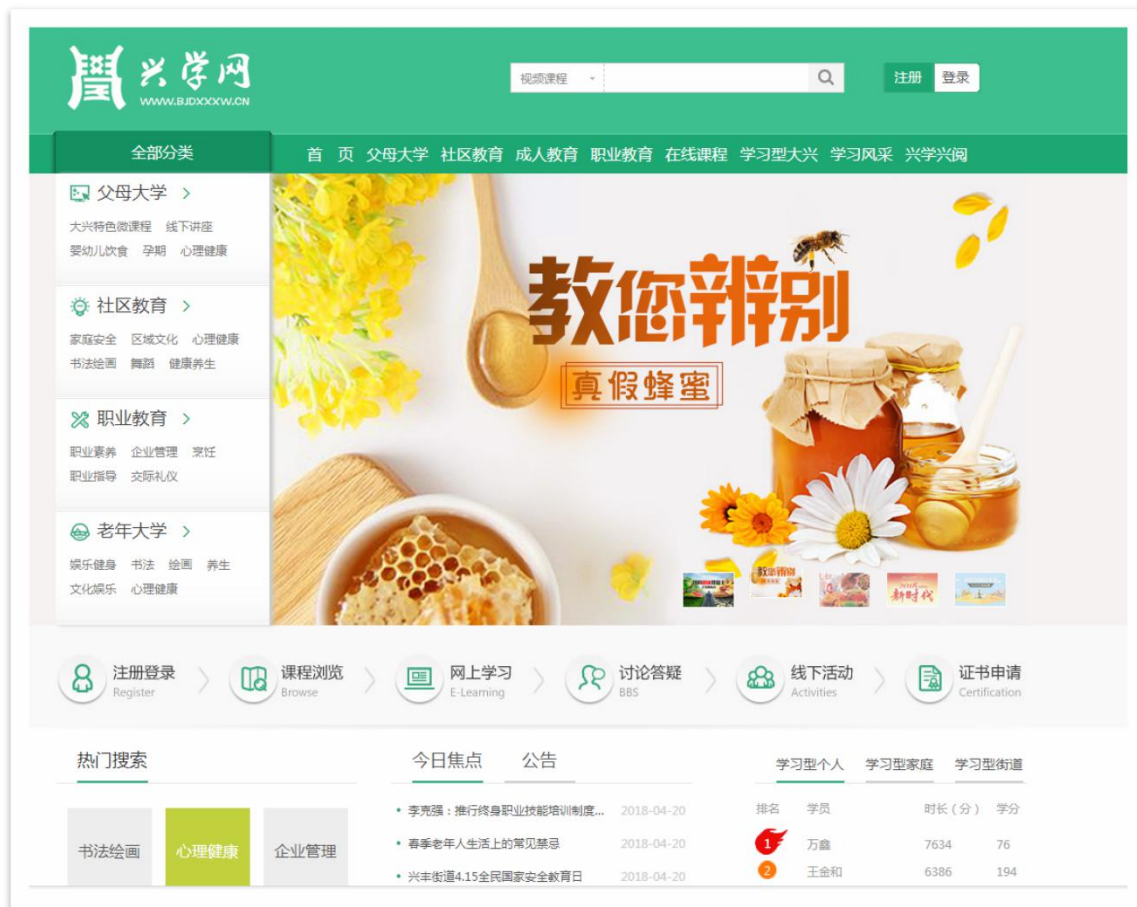 兴学网
WWW.BJDXXXW.CN
视频课程
注册 登录
全部分类
首 页 父母大学 社区教育 成人教育 职业教育 在线课程 学习型大兴 学习风采 兴学兴阅
父母大学 >
大兴特色微课程 线下讲座
婴幼儿饮食 孕期 心理健康
社区教育 >
家庭安全 区域文化 心理健康
书法绘画 舞蹈 健康养生
职业教育 >
职业素养 企业管理 烹饪
职业指导 交际礼仪
老年大学 >
娱乐健身 书法 绘画 养生
文化娱乐 心理健康
教您辨别
真假蜂蜜
教您辨别
新时代
注册登录
Register
课程浏览
Browse
网上学习
E-Learning
讨论答疑
BBS
线下活动
Activities
证书申请
Certification
热门搜索
书法绘画 心理健康 企业管理
今日焦点 公告
• 李克强：推行终身职业技能培训制度... 2018-04-20
• 春季老年人生活上的常见禁忌 2018-04-20
• 兴丰街道4.15全民国家安全教育日 2018-04-20
学习型个人 学习型家庭 学习型街道
排名 学员 时长（分） 学分
1 万鑫 7634 76
2 王金和 6386 194